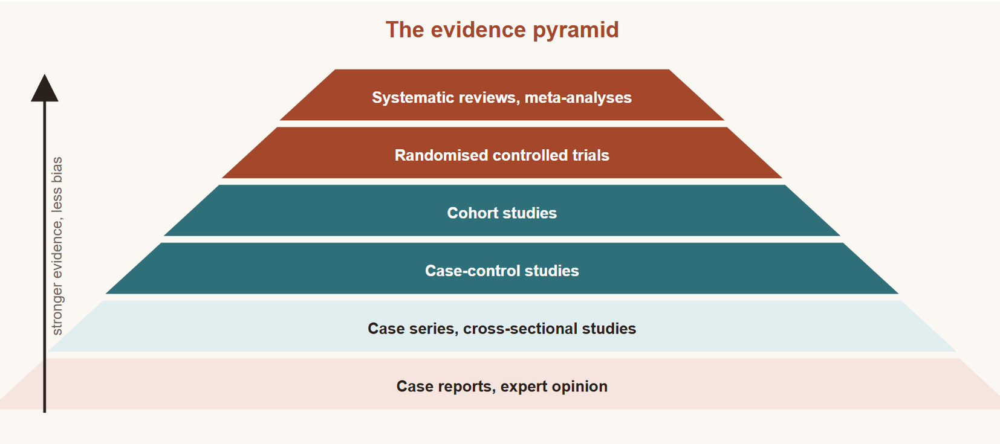 The evidence pyramid
Systematic reviews, meta-analyses
Randomised controlled trials
Cohort studies
Case-control studies
Case series, cross-sectional studies
Case reports, expert opinion
stronger evidence, less bias